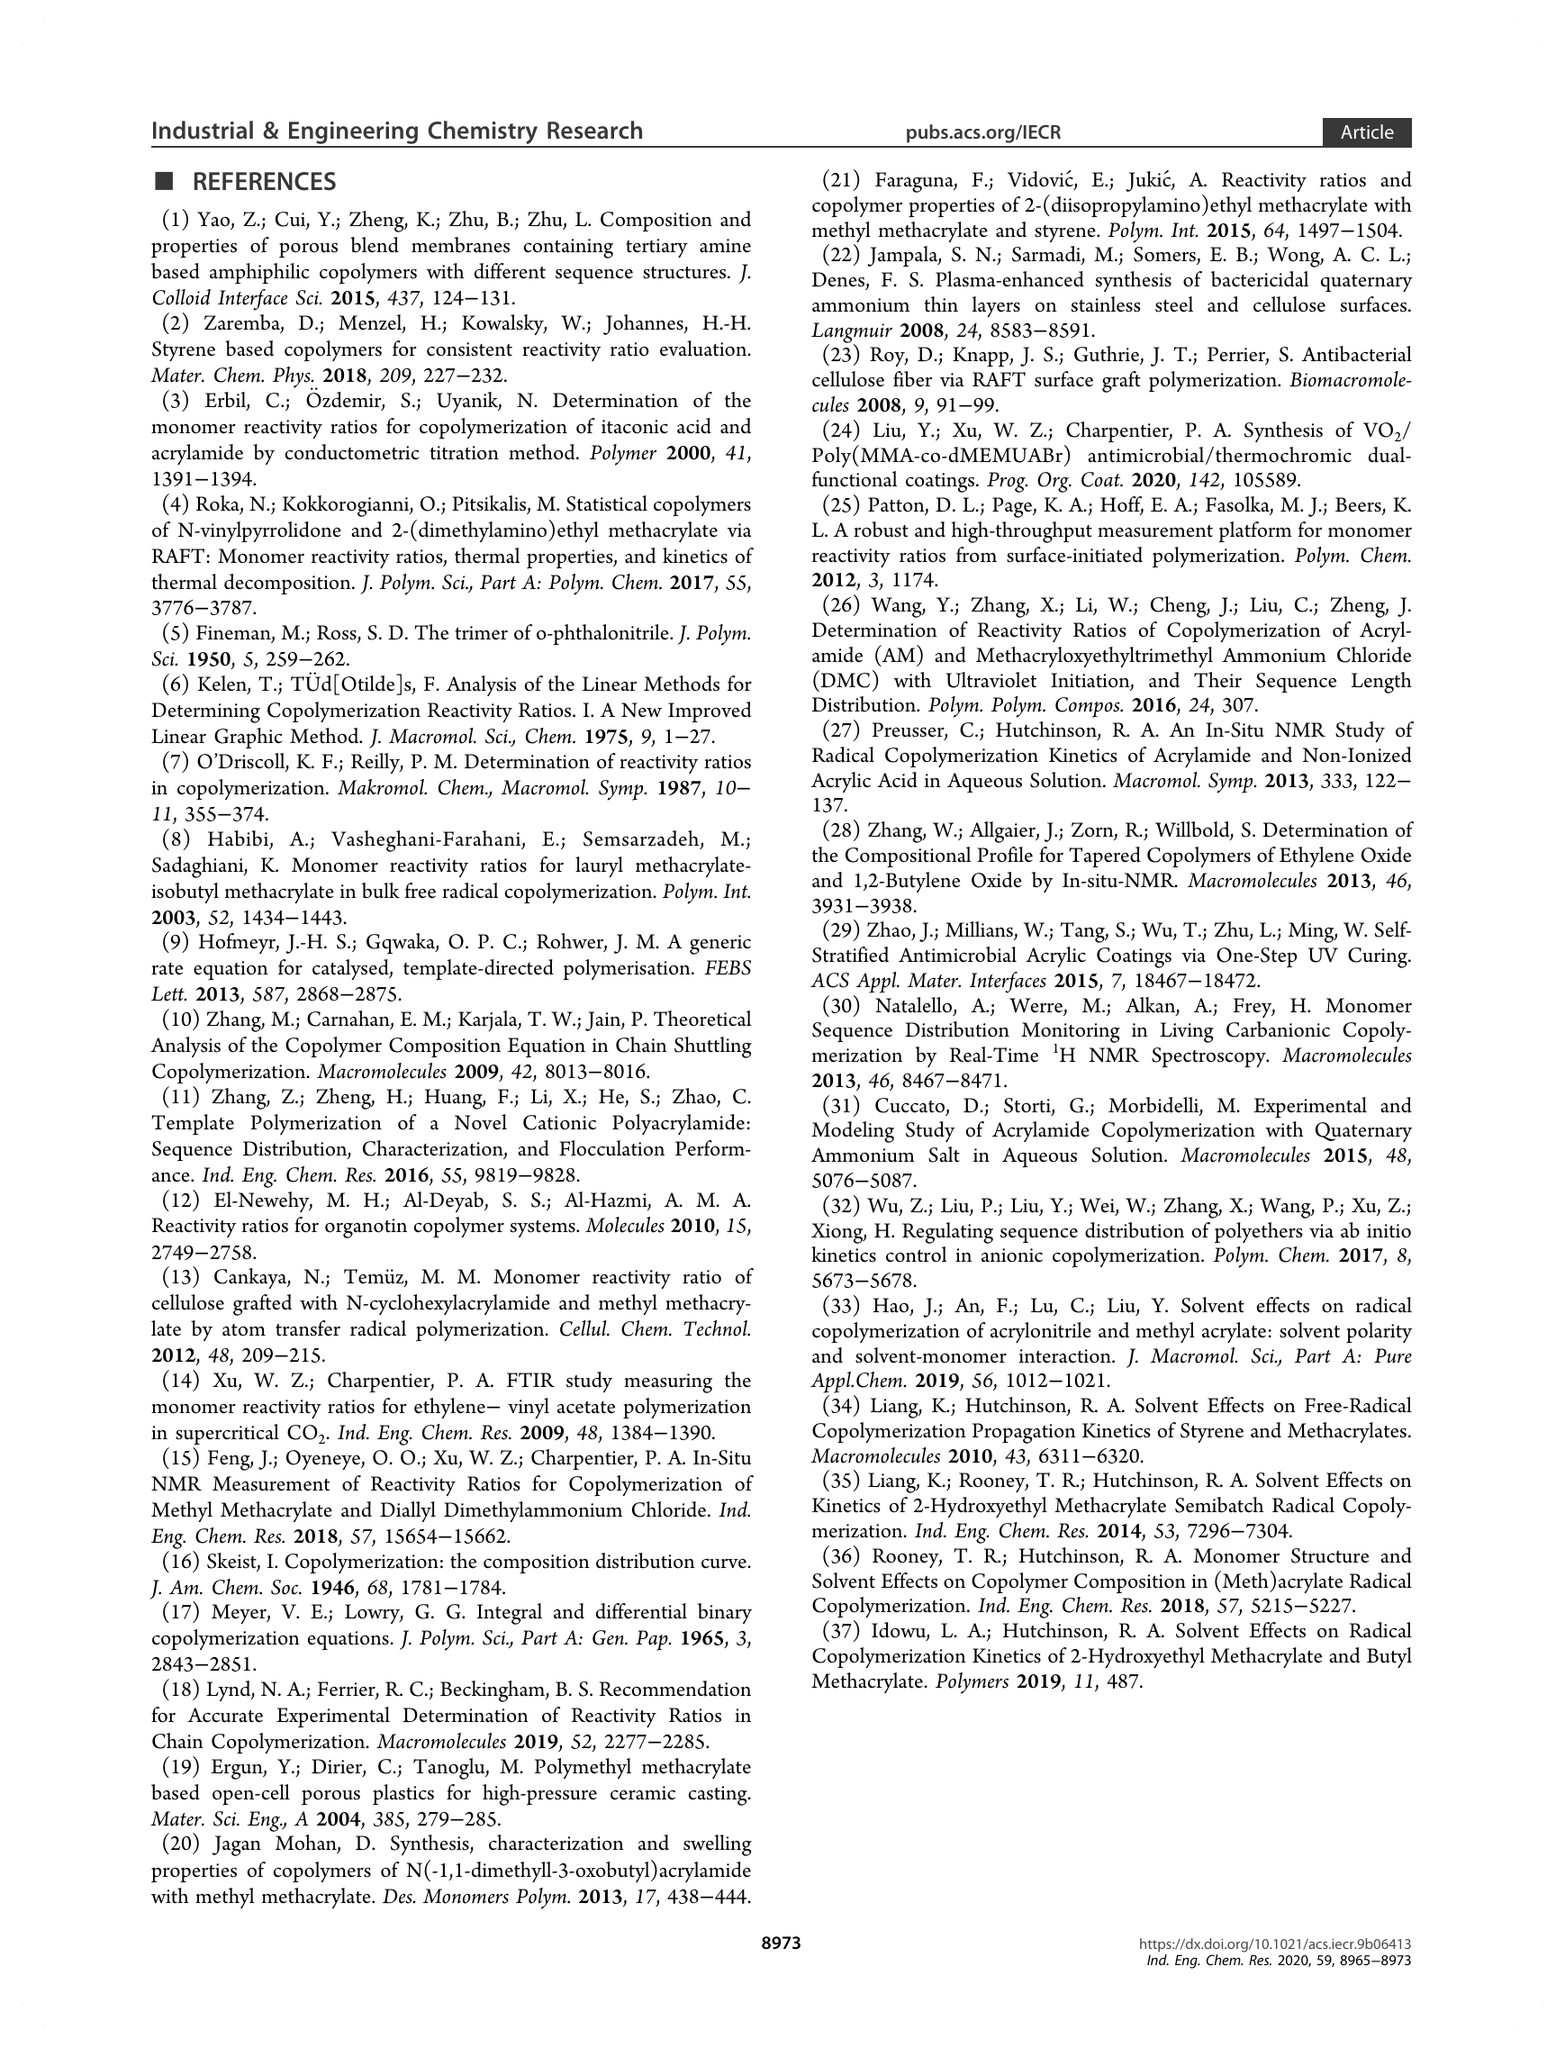 Industrial & Engineering Chemistry Research
pubs.acs.org/IECR
Article
■ REFERENCES
(1) Yao, Z.; Cui, Y.; Zheng, K.; Zhu, B.; Zhu, L. Composition and
properties of porous blend membranes containing tertiary amine
based amphiphilic copolymers with different sequence structures. J.
Colloid Interface Sci. 2015, 437, 124−131.
(2) Zaremba, D.; Menzel, H.; Kowalsky, W.; Johannes, H.-H.
Styrene based copolymers for consistent reactivity ratio evaluation.
Mater. Chem. Phys. 2018, 209, 227−232.
(3) Erbil, C.; Özdemir, S.; Uyanik, N. Determination of the
monomer reactivity ratios for copolymerization of itaconic acid and
acrylamide by conductometric titration method. Polymer 2000, 41,
1391−1394.
(4) Roka, N.; Kokkorogianni, O.; Pitsikalis, M. Statistical copolymers
of N-vinylpyrrolidone and 2-(dimethylamino)ethyl methacrylate via
RAFT: Monomer reactivity ratios, thermal properties, and kinetics of
thermal decomposition. J. Polym. Sci., Part A: Polym. Chem. 2017, 55,
3776−3787.
(5) Fineman, M.; Ross, S. D. The trimer of o-phthalonitrile. J. Polym.
Sci. 1950, 5, 259−262.
(6) Kelen, T.; TÜd[Otilde]s, F. Analysis of the Linear Methods for
Determining Copolymerization Reactivity Ratios. I. A New Improved
Linear Graphic Method. J. Macromol. Sci., Chem. 1975, 9, 1−27.
(7) O'Driscoll, K. F.; Reilly, P. M. Determination of reactivity ratios
in copolymerization. Makromol. Chem., Macromol. Symp. 1987, 10−
11, 355−374.
(8) Habibi, A.; Vasheghani-Farahani, E.; Semsarzadeh, M.;
Sadaghiani, K. Monomer reactivity ratios for lauryl methacrylate-
isobutyl methacrylate in bulk free radical copolymerization. Polym. Int.
2003, 52, 1434−1443.
(9) Hofmeyr, J.-H. S.; Gqwaka, O. P. C.; Rohwer, J. M. A generic
rate equation for catalysed, template-directed polymerisation. FEBS
Lett. 2013, 587, 2868−2875.
(10) Zhang, M.; Carnahan, E. M.; Karjala, T. W.; Jain, P. Theoretical
Analysis of the Copolymer Composition Equation in Chain Shuttling
Copolymerization. Macromolecules 2009, 42, 8013−8016.
(11) Zhang, Z.; Zheng, H.; Huang, F.; Li, X.; He, S.; Zhao, C.
Template Polymerization of a Novel Cationic Polyacrylamide:
Sequence Distribution, Characterization, and Flocculation Perform-
ance. Ind. Eng. Chem. Res. 2016, 55, 9819−9828.
(12) El-Newehy, M. H.; Al-Deyab, S. S.; Al-Hazmi, A. M. A.
Reactivity ratios for organotin copolymer systems. Molecules 2010, 15,
2749−2758.
(13) Cankaya, N.; Temüz, M. M. Monomer reactivity ratio of
cellulose grafted with N-cyclohexylacrylamide and methyl methacry-
late by atom transfer radical polymerization. Cellul. Chem. Technol.
2012, 48, 209−215.
(14) Xu, W. Z.; Charpentier, P. A. FTIR study measuring the
monomer reactivity ratios for ethylene− vinyl acetate polymerization
in supercritical CO₂. Ind. Eng. Chem. Res. 2009, 48, 1384−1390.
(15) Feng, J.; Oyeneye, O. O.; Xu, W. Z.; Charpentier, P. A. In-Situ
NMR Measurement of Reactivity Ratios for Copolymerization of
Methyl Methacrylate and Diallyl Dimethylammonium Chloride. Ind.
Eng. Chem. Res. 2018, 57, 15654−15662.
(16) Skeist, I. Copolymerization: the composition distribution curve.
J. Am. Chem. Soc. 1946, 68, 1781−1784.
(17) Meyer, V. E.; Lowry, G. G. Integral and differential binary
copolymerization equations. J. Polym. Sci., Part A: Gen. Pap. 1965, 3,
2843−2851.
(18) Lynd, N. A.; Ferrier, R. C.; Beckingham, B. S. Recommendation
for Accurate Experimental Determination of Reactivity Ratios in
Chain Copolymerization. Macromolecules 2019, 52, 2277−2285.
(19) Ergun, Y.; Dirier, C.; Tanoglu, M. Polymethyl methacrylate
based open-cell porous plastics for high-pressure ceramic casting.
Mater. Sci. Eng., A 2004, 385, 279−285.
(20) Jagan Mohan, D. Synthesis, characterization and swelling
properties of copolymers of N(-1,1-dimethyll-3-oxobutyl)acrylamide
with methyl methacrylate. Des. Monomers Polym. 2013, 17, 438−444.
(21) Faraguna, F.; Vidović, E.; Jukić, A. Reactivity ratios and
copolymer properties of 2-(diisopropylamino)ethyl methacrylate with
methyl methacrylate and styrene. Polym. Int. 2015, 64, 1497−1504.
(22) Jampala, S. N.; Sarmadi, M.; Somers, E. B.; Wong, A. C. L.;
Denes, F. S. Plasma-enhanced synthesis of bactericidal quaternary
ammonium thin layers on stainless steel and cellulose surfaces.
Langmuir 2008, 24, 8583−8591.
(23) Roy, D.; Knapp, J. S.; Guthrie, J. T.; Perrier, S. Antibacterial
cellulose fiber via RAFT surface graft polymerization. Biomacromole-
cules 2008, 9, 91−99.
(24) Liu, Y.; Xu, W. Z.; Charpentier, P. A. Synthesis of VO₂/
Poly(MMA-co-dMEMUABr) antimicrobial/thermochromic dual-
functional coatings. Prog. Org. Coat. 2020, 142, 105589.
(25) Patton, D. L.; Page, K. A.; Hoff, E. A.; Fasolka, M. J.; Beers, K.
L. A robust and high-throughput measurement platform for monomer
reactivity ratios from surface-initiated polymerization. Polym. Chem.
2012, 3, 1174.
(26) Wang, Y.; Zhang, X.; Li, W.; Cheng, J.; Liu, C.; Zheng, J.
Determination of Reactivity Ratios of Copolymerization of Acryl-
amide (AM) and Methacryloxyethyltrimethyl Ammonium Chloride
(DMC) with Ultraviolet Initiation, and Their Sequence Length
Distribution. Polym. Polym. Compos. 2016, 24, 307.
(27) Preusser, C.; Hutchinson, R. A. An In-Situ NMR Study of
Radical Copolymerization Kinetics of Acrylamide and Non-Ionized
Acrylic Acid in Aqueous Solution. Macromol. Symp. 2013, 333, 122−
137.
(28) Zhang, W.; Allgaier, J.; Zorn, R.; Willbold, S. Determination of
the Compositional Profile for Tapered Copolymers of Ethylene Oxide
and 1,2-Butylene Oxide by In-situ-NMR. Macromolecules 2013, 46,
3931−3938.
(29) Zhao, J.; Millians, W.; Tang, S.; Wu, T.; Zhu, L.; Ming, W. Self-
Stratified Antimicrobial Acrylic Coatings via One-Step UV Curing.
ACS Appl. Mater. Interfaces 2015, 7, 18467−18472.
(30) Natalello, A.; Werre, M.; Alkan, A.; Frey, H. Monomer
Sequence Distribution Monitoring in Living Carbanionic Copoly-
merization by Real-Time ¹H NMR Spectroscopy. Macromolecules
2013, 46, 8467−8471.
(31) Cuccato, D.; Storti, G.; Morbidelli, M. Experimental and
Modeling Study of Acrylamide Copolymerization with Quaternary
Ammonium Salt in Aqueous Solution. Macromolecules 2015, 48,
5076−5087.
(32) Wu, Z.; Liu, P.; Liu, Y.; Wei, W.; Zhang, X.; Wang, P.; Xu, Z.;
Xiong, H. Regulating sequence distribution of polyethers via ab initio
kinetics control in anionic copolymerization. Polym. Chem. 2017, 8,
5673−5678.
(33) Hao, J.; An, F.; Lu, C.; Liu, Y. Solvent effects on radical
copolymerization of acrylonitrile and methyl acrylate: solvent polarity
and solvent-monomer interaction. J. Macromol. Sci., Part A: Pure
Appl.Chem. 2019, 56, 1012−1021.
(34) Liang, K.; Hutchinson, R. A. Solvent Effects on Free-Radical
Copolymerization Propagation Kinetics of Styrene and Methacrylates.
Macromolecules 2010, 43, 6311−6320.
(35) Liang, K.; Rooney, T. R.; Hutchinson, R. A. Solvent Effects on
Kinetics of 2-Hydroxyethyl Methacrylate Semibatch Radical Copoly-
merization. Ind. Eng. Chem. Res. 2014, 53, 7296−7304.
(36) Rooney, T. R.; Hutchinson, R. A. Monomer Structure and
Solvent Effects on Copolymer Composition in (Meth)acrylate Radical
Copolymerization. Ind. Eng. Chem. Res. 2018, 57, 5215−5227.
(37) Idowu, L. A.; Hutchinson, R. A. Solvent Effects on Radical
Copolymerization Kinetics of 2-Hydroxyethyl Methacrylate and Butyl
Methacrylate. Polymers 2019, 11, 487.
8973
https://dx.doi.org/10.1021/acs.iecr.9b06413
Ind. Eng. Chem. Res. 2020, 59, 8965−8973